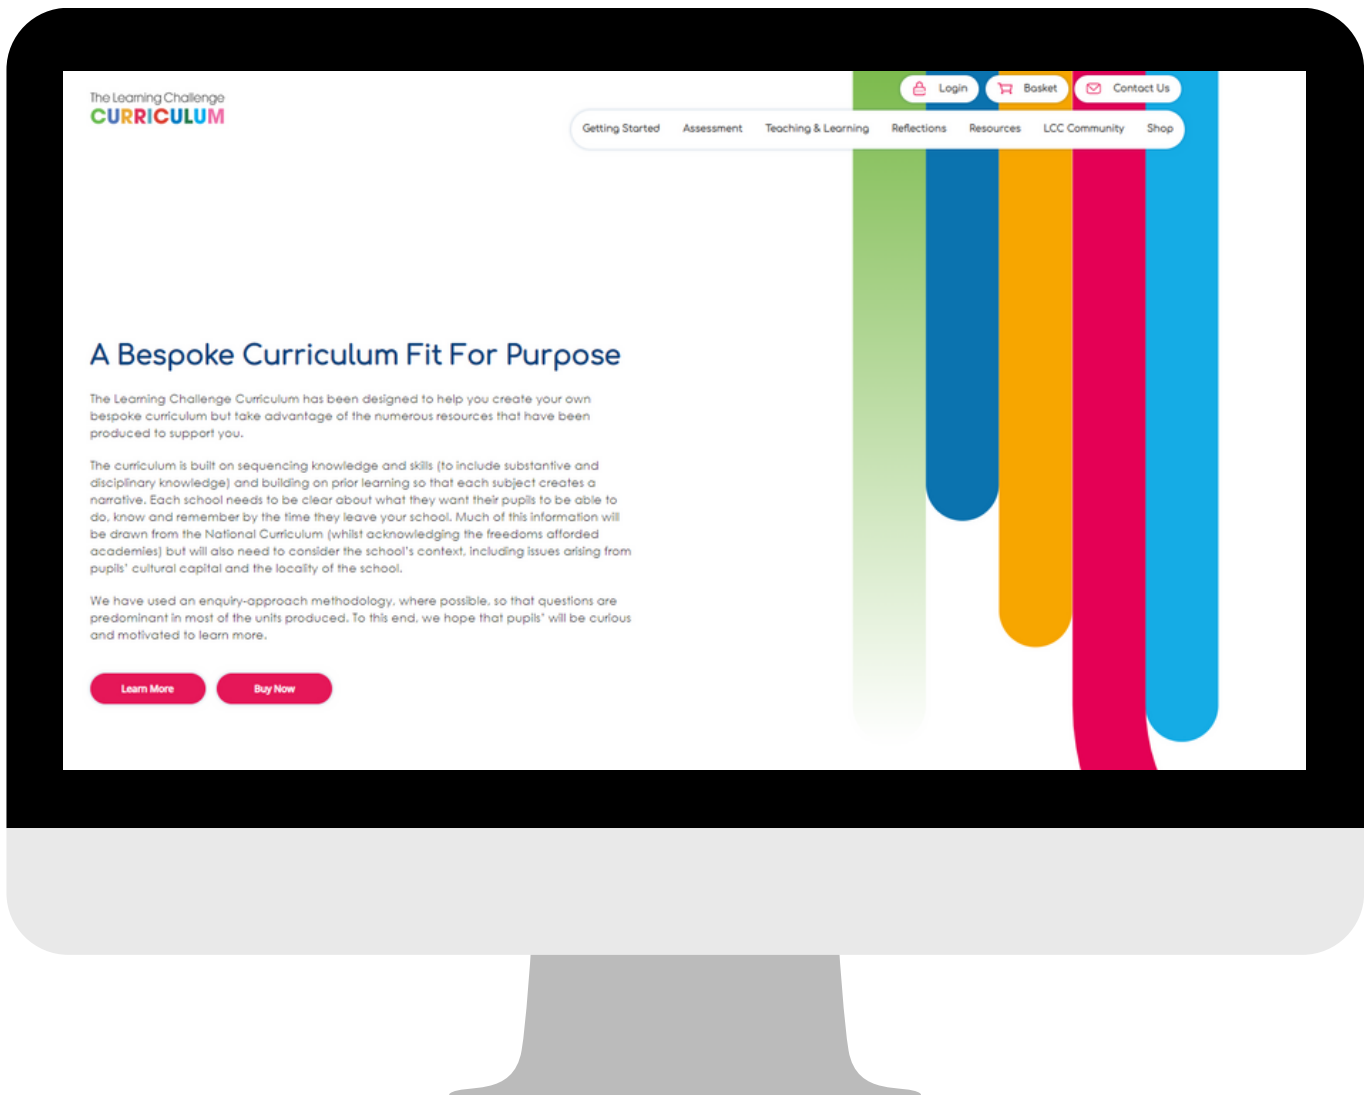 The Learning Challenge
CURRICULUM
Login
Basket
Contact Us
Getting Started
Assessment
Teaching & Learning
Reflections
Resources
LCC Community
Shop
A Bespoke Curriculum Fit For Purpose
The Learning Challenge Curriculum has been designed to help you create your own
bespoke curriculum but take advantage of the numerous resources that have been
produced to support you.
The curriculum is built on sequencing knowledge and skills (to include substantive and
disciplinary knowledge) and building on prior learning so that each subject creates a
narrative. Each school needs to be clear about what they want their pupils to be able to
do, know and remember by the time they leave your school. Much of this information will
be drawn from the National Curriculum (whilst acknowledging the freedoms afforded
academies) but will also need to consider the school's context, including issues arising from
pupils' cultural capital and the locality of the school.
We have used an enquiry-approach methodology, where possible, so that questions are
predominant in most of the units produced. To this end, we hope that pupils' will be curious
and motivated to learn more.
Learn More
Buy Now